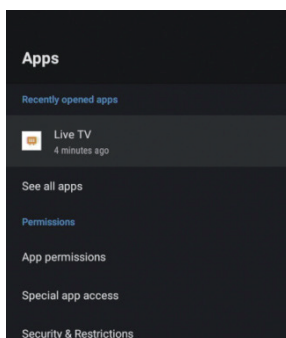 Apps
Recently opened apps
Live TV
4 minutes ago
See all apps
Permissions
App permissions
Special app access
Security & Restrictions